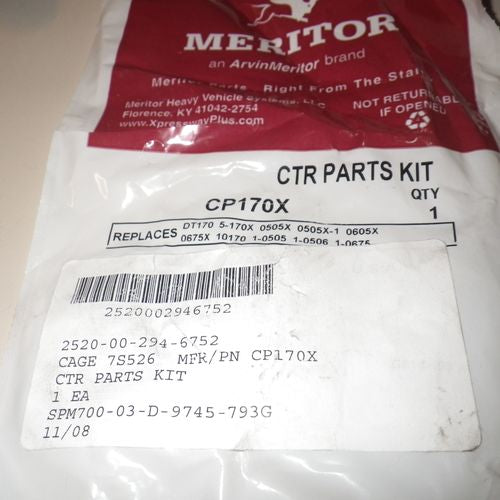 MERITOR
an ArvinMeritor brand
Meritor Parts. Right From The Start
Meritor Heavy Vehicle Systems, LLC
Florence, KY 41042-2754
www.XpresswayPlus.com
NOT RETURNABLE
IF OPENED
CTR PARTS KIT
CP170X
QTY
1
REPLACES
DT170 5-170X 0505X 0505X-1 0605X
0675X 10170 1-0505 1-0506 1-0675
2520002946752
2520-00-294-6752
CAGE 7S526 MFR/PN CP170X
CTR PARTS KIT
1 EA
SPM700-03-D-9745-793G
11/08